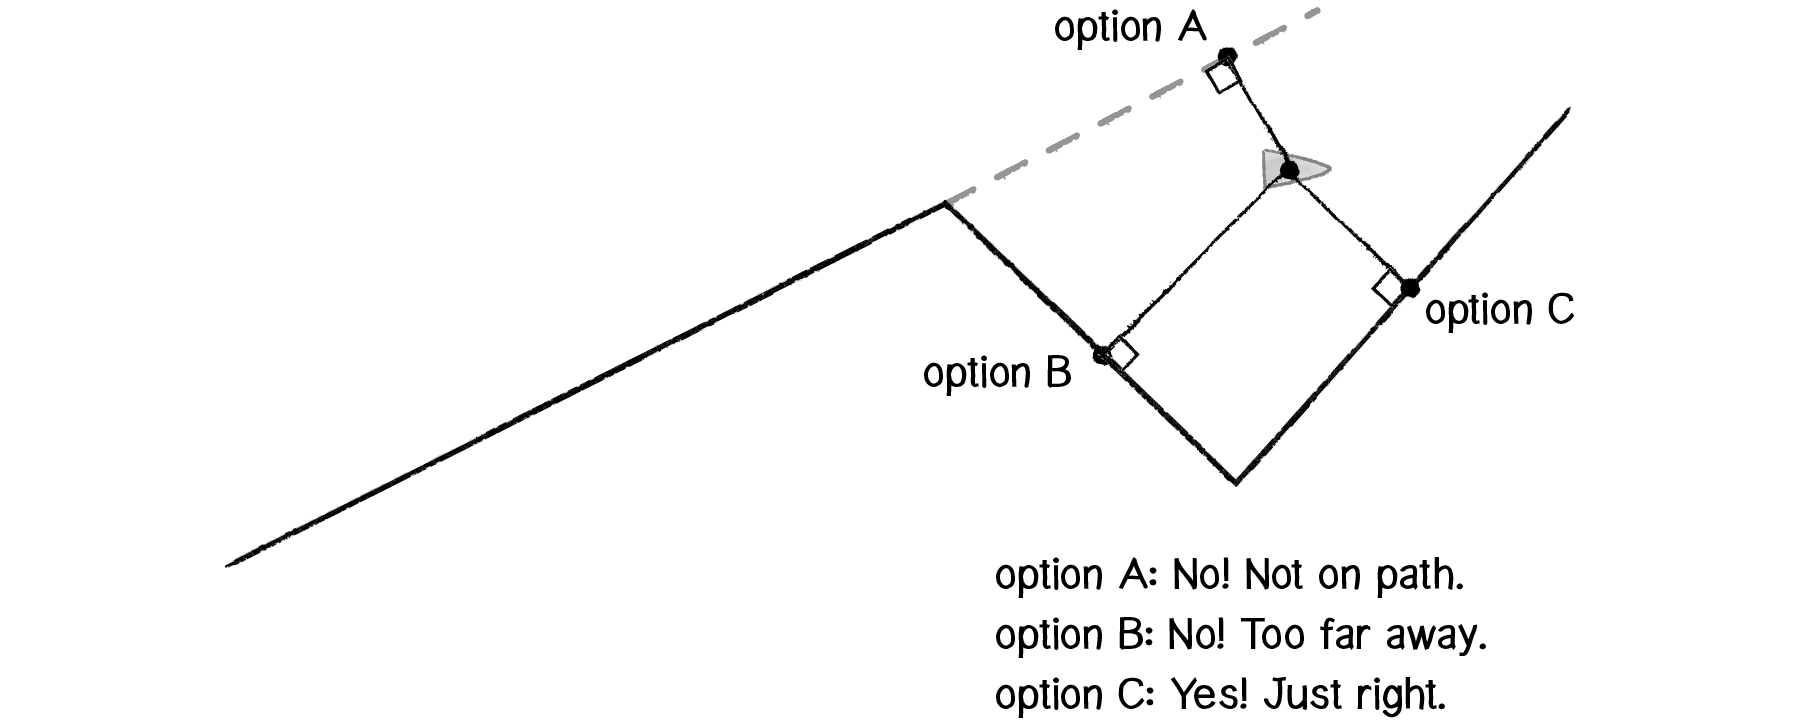 option A
option C
option B
option A: No! Not on path.
option B: No! Too far away.
option C: Yes! Just right.